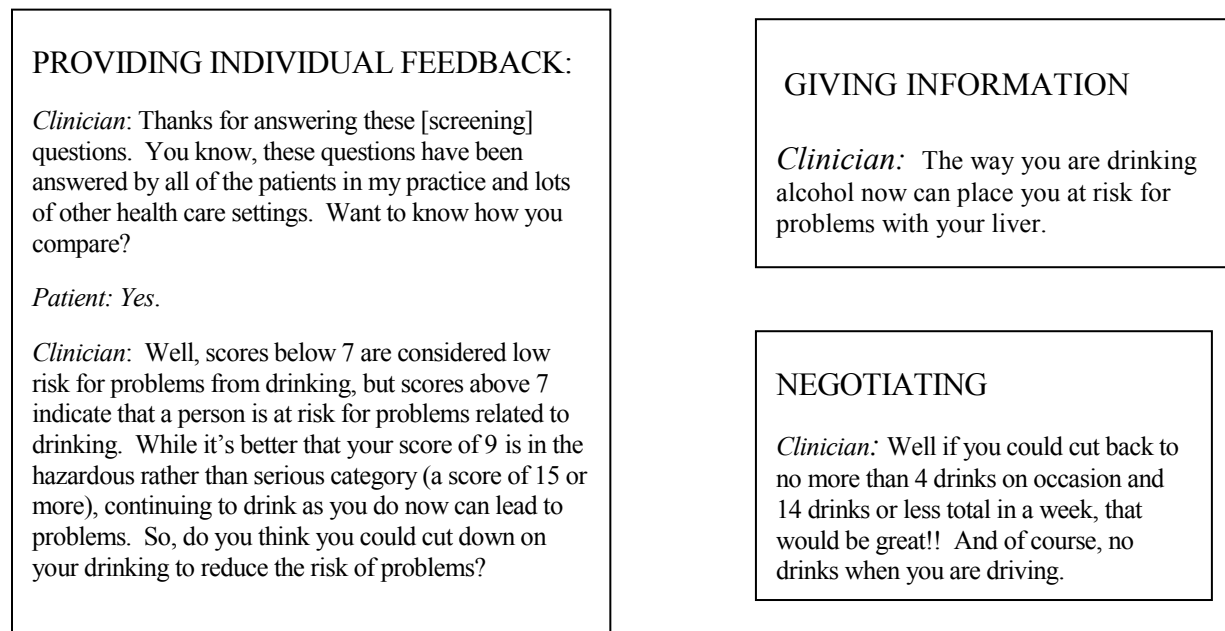 PROVIDING INDIVIDUAL FEEDBACK:
Clinician: Thanks for answering these [screening]
questions.  You know, these questions have been
answered by all of the patients in my practice and lots
of other health care settings.  Want to know how you
compare?
Patient: Yes.
Clinician:  Well, scores below 7 are considered low
risk for problems from drinking, but scores above 7
indicate that a person is at risk for problems related to
drinking.  While it’s better that your score of 9 is in the
hazardous rather than serious category (a score of 15 or
more), continuing to drink as you do now can lead to
problems.  So, do you think you could cut down on
your drinking to reduce the risk of problems?
GIVING INFORMATION
Clinician:  The way you are drinking
alcohol now can place you at risk for
problems with your liver.
NEGOTIATING
Clinician: Well if you could cut back to
no more than 4 drinks on occasion and
14 drinks or less total in a week, that
would be great!!  And of course, no
drinks when you are driving.